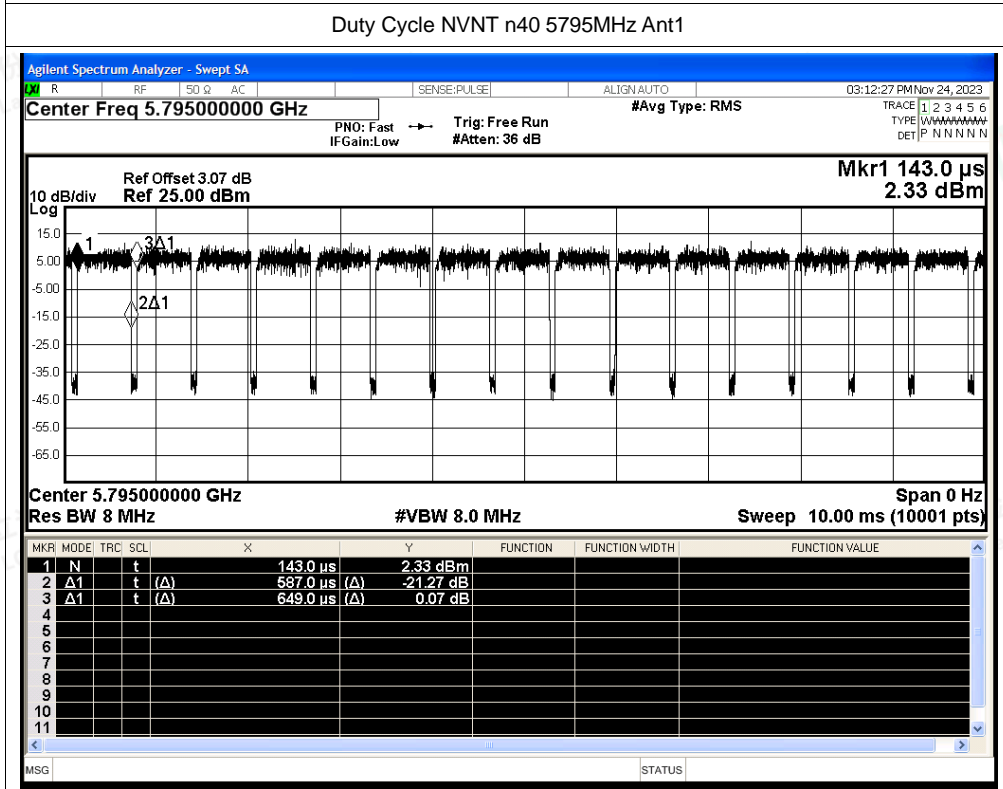 Duty Cycle NVNT n40 5795MHz Ant1
Agilent Spectrum Analyzer - Swept SA
LXI R RF 50 Ω AC SENSE:PULSE ALIGN AUTO 03:12:27 PM Nov 24, 2023
Center Freq 5.795000000 GHz #Avg Type: RMS TRACE 1 2 3 4 5 6
PNO: Fast Trig: Free Run TYPE WWWWWW
IFGain:Low #Atten: 36 dB DET P N N N N N
Mkr1 143.0 µs
Ref Offset 3.07 dB
10 dB/div Ref 25.00 dBm 2.33 dBm
Log
15.0
1 3Δ1
5.00
-5.00
2Δ1
-15.0
-25.0
-35.0
-45.0
-55.0
-65.0
Center 5.795000000 GHz Span 0 Hz
Res BW 8 MHz #VBW 8.0 MHz Sweep 10.00 ms (10001 pts)
MKR MODE TRC SCL X Y FUNCTION FUNCTION WIDTH FUNCTION VALUE
1 N t 143.0 µs 2.33 dBm
2 Δ1 t (Δ) 587.0 µs (Δ) -21.27 dB
3 Δ1 t (Δ) 649.0 µs (Δ) 0.07 dB
4
5
6
7
8
9
10
11
MSG STATUS